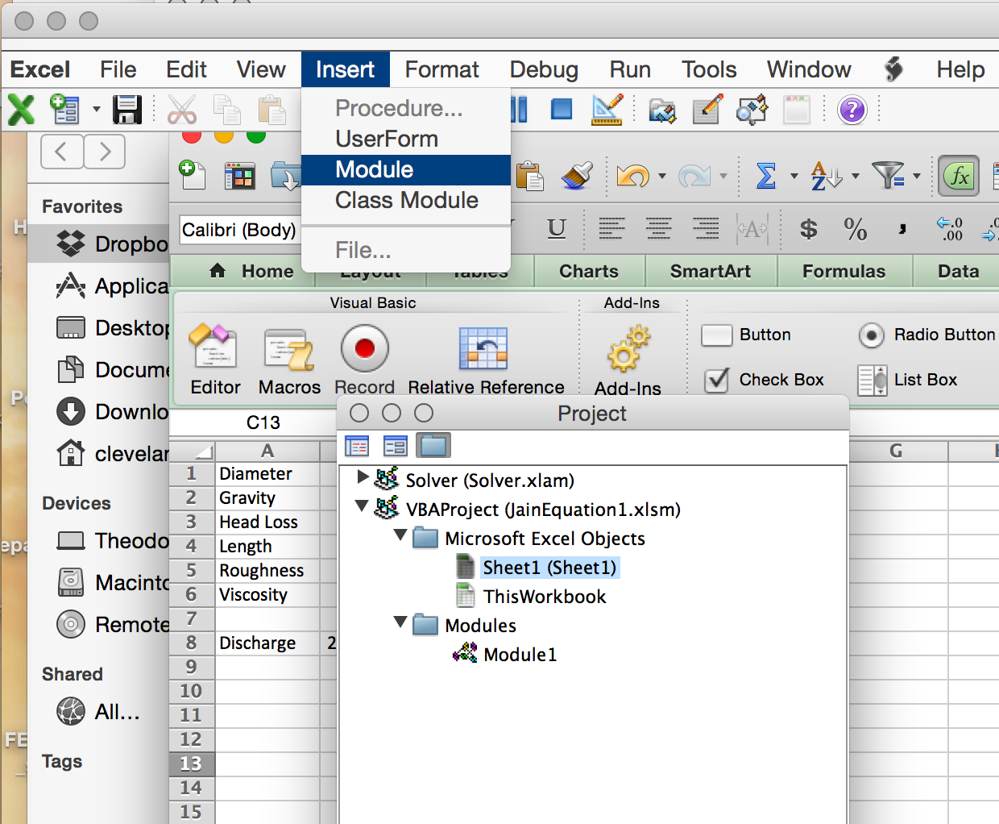 Excel File Edit View Insert Format Debug Run Tools Window Help
Procedure...
UserForm
Module
Class Module
File...
Favorites
Dropbo
Applica
Desktop
Docume
Downlo
clevelar
Devices
Theodo
Macinto
Remote
Shared
All...
Tags
Calibri (Body)
U A $ % , .0 .00
Home Layout Tables Charts SmartArt Formulas Data
Visual Basic Add-Ins
Editor Macros Record Relative Reference Add-Ins
Button Radio Button
Check Box List Box
C13
A G
1 Diameter
2 Gravity
3 Head Loss
4 Length
5 Roughness
6 Viscosity
7
8 Discharge 2
9
10
11
12
13
14
15
Project
Solver (Solver.xlam)
VBAProject (JainEquation1.xlsm)
Microsoft Excel Objects
Sheet1 (Sheet1)
ThisWorkbook
Modules
Module1